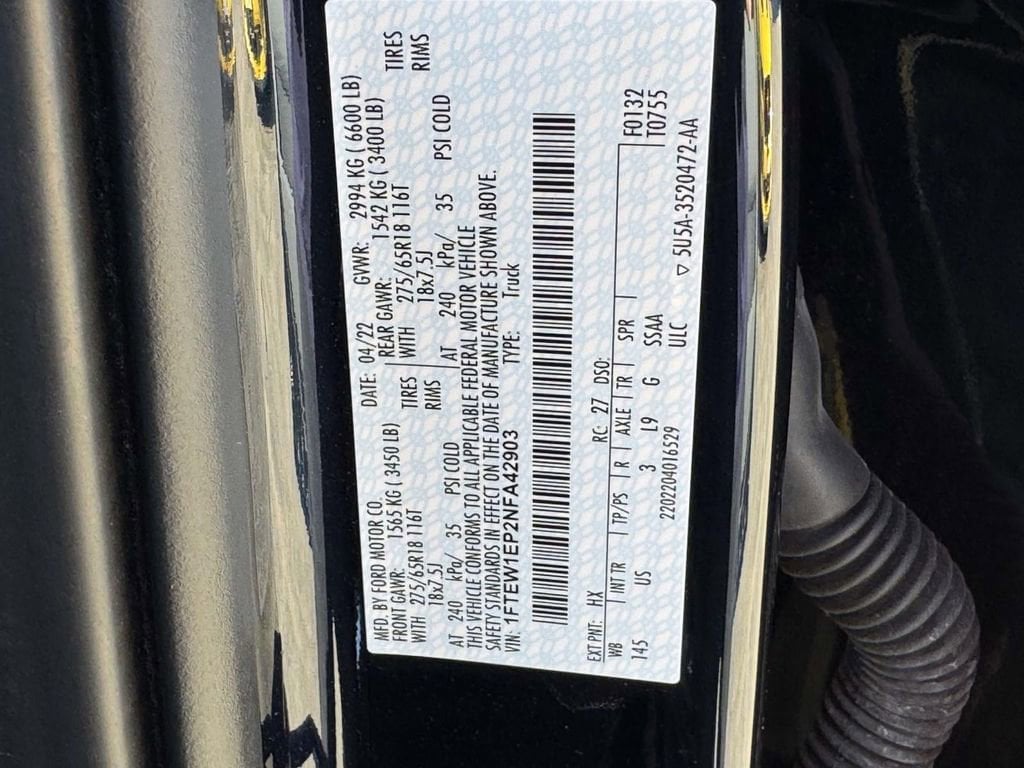 MFD. BY FORD MOTOR CO. DATE: 04/22 GVWR: 2994 KG ( 6600 LB)
FRONT GAWR: 1565 KG ( 3450 LB) REAR GAWR: 1542 KG ( 3400 LB)
WITH 275/65R18 116T TIRES WITH 275/65R18 116T TIRES
18x7.5J RIMS 18x7.5J RIMS
AT 240 kPa/ 35 PSI COLD AT 240 kPa/ 35 PSI COLD
THIS VEHICLE CONFORMS TO ALL APPLICABLE FEDERAL MOTOR VEHICLE
SAFETY STANDARDS IN EFFECT ON THE DATE OF MANUFACTURE SHOWN ABOVE.
VIN: 1FTEW1EP2NFA42903 TYPE: Truck
EXT PNT: HX RC: 27 DSO: F0132
WB INT TR TP/PS R AXLE TR SPR T0755
145 US 3 L9 G SSAA
2202204016529 ULC ▽ 5U5A-3520472-AA